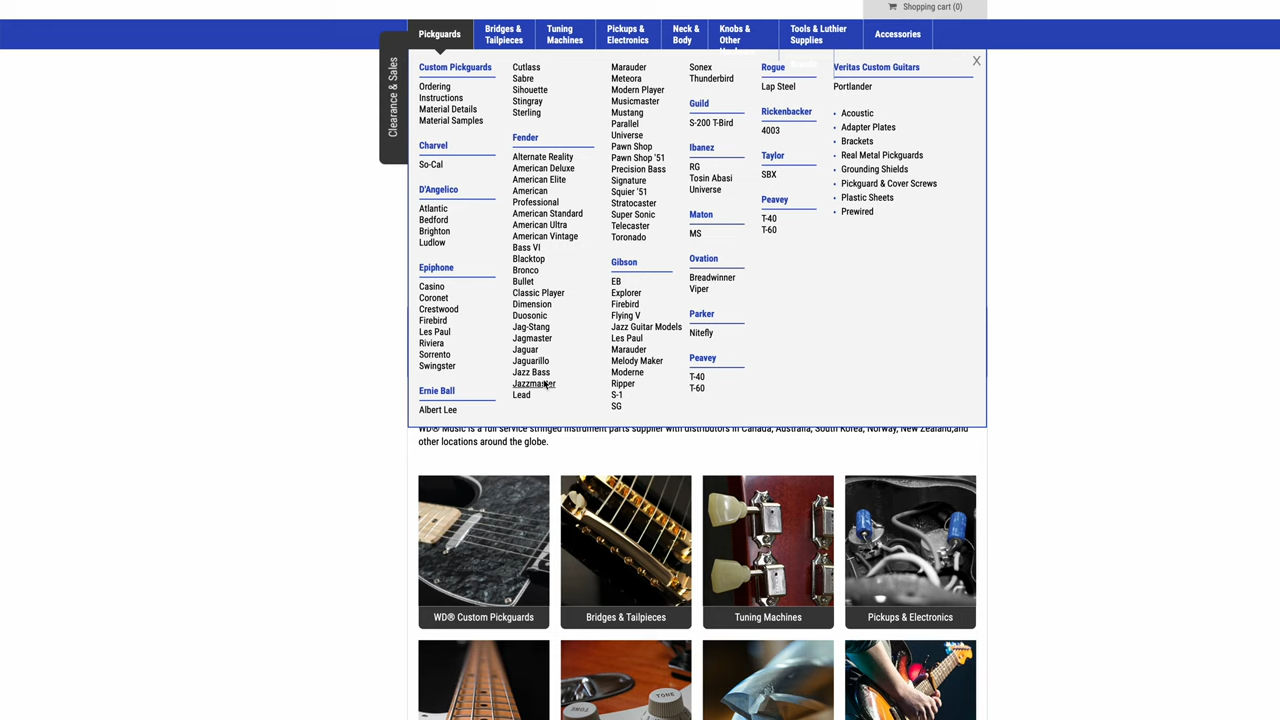 Shopping cart (0)
Pickguards
Bridges &
Tailpieces
Tuning
Machines
Pickups &
Electronics
Neck &
Body
Knobs &
Other
Tools & Luthier
Supplies
Accessories
Clearance & Sales
X
Custom Pickguards
Ordering
Instructions
Material Details
Material Samples
Charvel
So-Cal
D'Angelico
Atlantic
Bedford
Brighton
Ludlow
Epiphone
Casino
Coronet
Crestwood
Firebird
Les Paul
Riviera
Sorrento
Swingster
Ernie Ball
Albert Lee
Cutlass
Sabre
Sihouette
Stingray
Sterling
Fender
Alternate Reality
American Deluxe
American Elite
American
Professional
American Standard
American Ultra
American Vintage
Bass VI
Blacktop
Bronco
Bullet
Classic Player
Dimension
Duosonic
Jag-Stang
Jagmaster
Jaguar
Jaguarillo
Jazz Bass
Jazzmaster
Lead
Marauder
Meteora
Modern Player
Musicmaster
Mustang
Parallel
Universe
Pawn Shop
Pawn Shop '51
Precision Bass
Signature
Squier '51
Stratocaster
Super Sonic
Telecaster
Toronado
Gibson
EB
Explorer
Firebird
Flying V
Jazz Guitar Models
Les Paul
Marauder
Melody Maker
Moderne
Ripper
S-1
SG
Sonex
Thunderbird
Guild
S-200 T-Bird
Ibanez
RG
Tosin Abasi
Universe
Maton
MS
Ovation
Breadwinner
Viper
Parker
Nitefly
Peavey
T-40
T-60
Rogue
Lap Steel
Rickenbacker
4003
Taylor
SBX
Peavey
T-40
T-60
Veritas Custom Guitars
Portlander
Acoustic
Adapter Plates
Brackets
Real Metal Pickguards
Grounding Shields
Pickguard & Cover Screws
Plastic Sheets
Prewired
WD® Music is a full service stringed instrument parts supplier with distributors in Canada, Australia, South Korea, Norway, New Zealand,and
other locations around the globe.
WD® Custom Pickguards
Bridges & Tailpieces
Tuning Machines
Pickups & Electronics
TONE